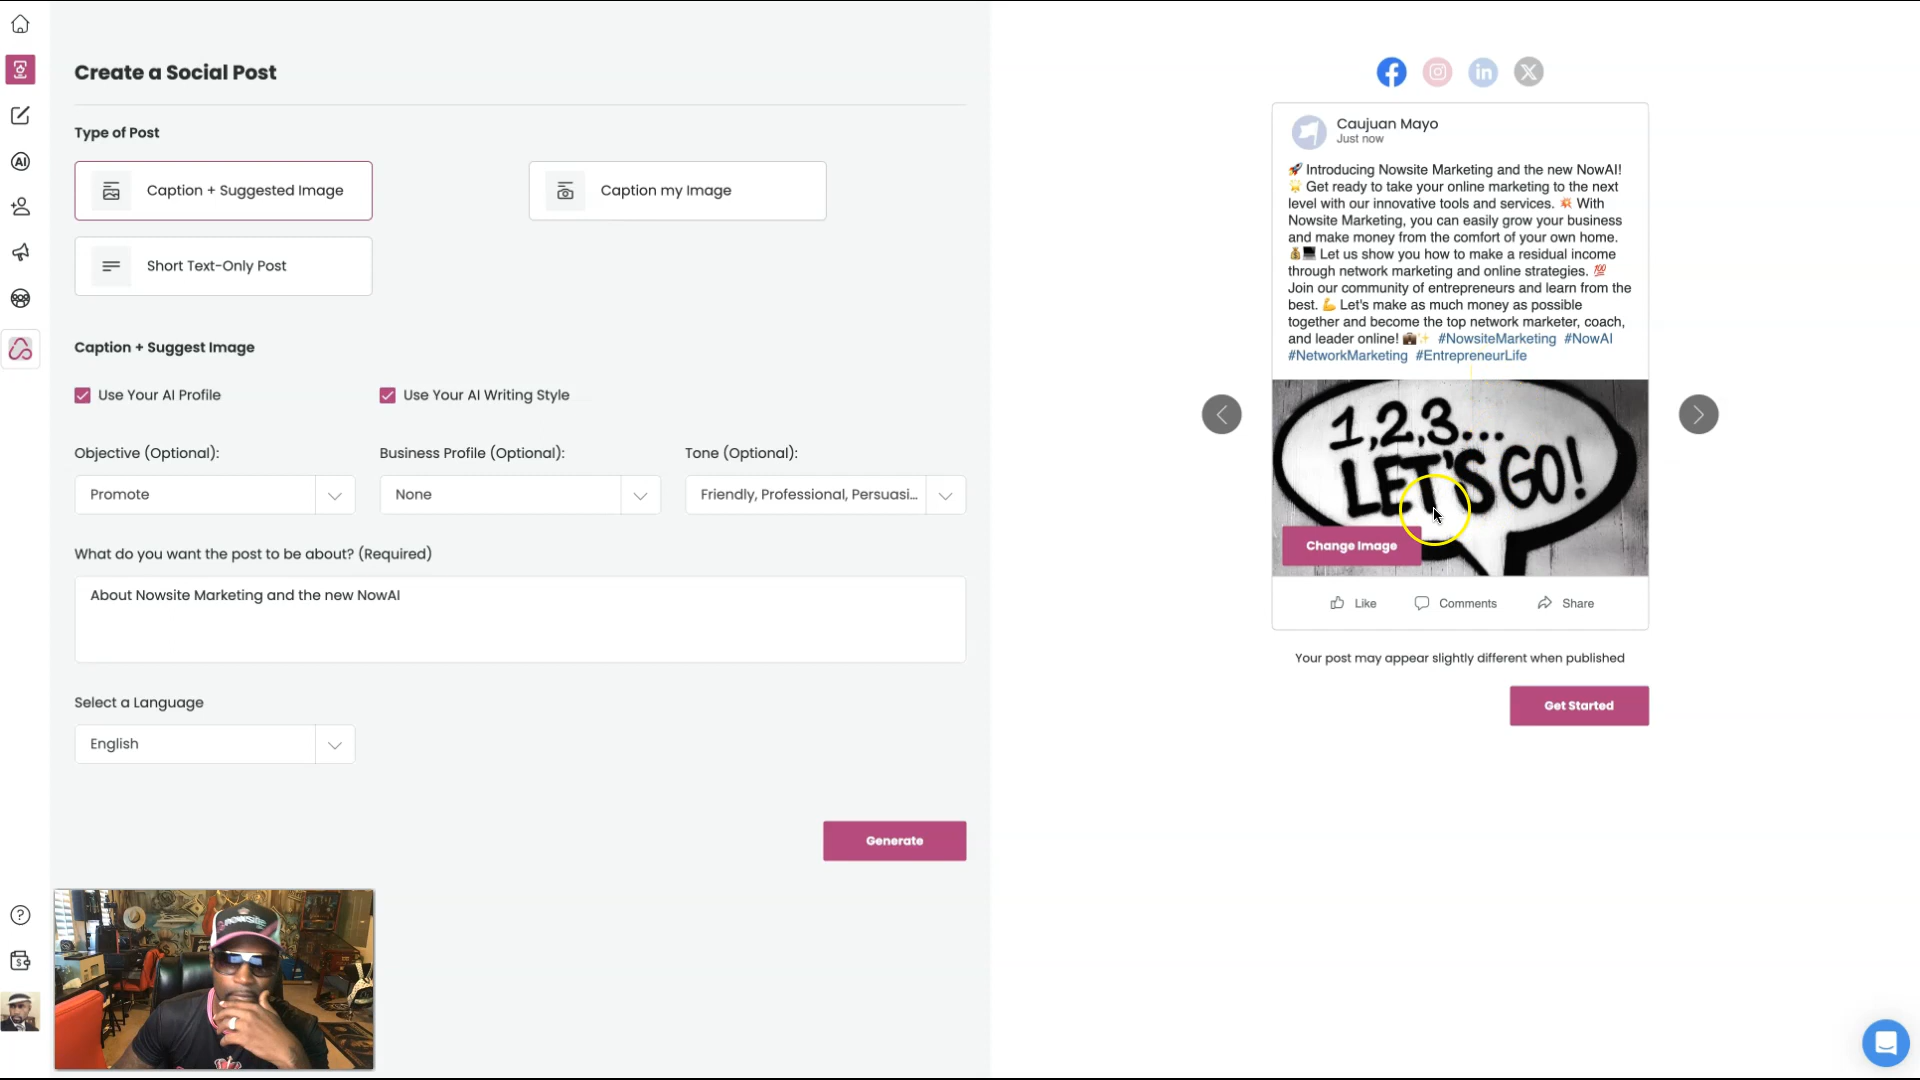 Create a Social Post
Type of Post
Caption + Suggested Image
Caption my Image
Short Text-Only Post
Caption + Suggest Image
Use Your AI Profile
Use Your AI Writing Style
Objective (Optional):
Business Profile (Optional):
Tone (Optional):
Promote
None
Friendly, Professional, Persuasi...
What do you want the post to be about? (Required)
About Nowsite Marketing and the new NowAI
Select a Language
English
Generate
AI
Caujuan Mayo
Just now
🚀 Introducing Nowsite Marketing and the new NowAI!
🌟 Get ready to take your online marketing to the next
level with our innovative tools and services. 💥 With
Nowsite Marketing, you can easily grow your business
and make money from the comfort of your own home.
💰💻 Let us show you how to make a residual income
through network marketing and online strategies. 💯
Join our community of entrepreneurs and learn from the
best. 💪 Let's make as much money as possible
together and become the top network marketer, coach,
and leader online! 💼✨ #NowsiteMarketing #NowAI
#NetworkMarketing #EntrepreneurLife
1,2,3...
LET'S GO!
Change Image
Like
Comments
Share
Your post may appear slightly different when published
Get Started
nowsite